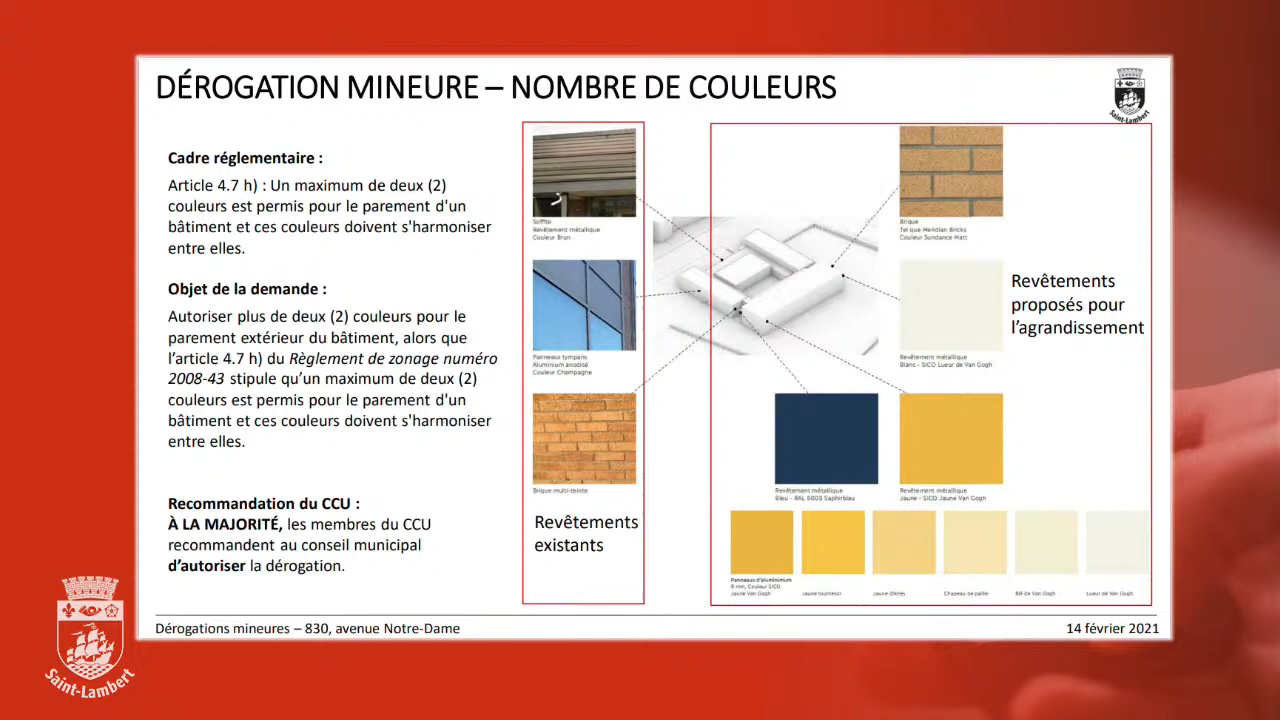 DÉROGATION MINEURE – NOMBRE DE COULEURS
Saint-Lambert
Cadre réglementaire :
Article 4.7 h) : Un maximum de deux (2)
couleurs est permis pour le parement d'un
bâtiment et ces couleurs doivent s'harmoniser
entre elles.
Objet de la demande :
Autoriser plus de deux (2) couleurs pour le
parement extérieur du bâtiment, alors que
l'article 4.7 h) du Règlement de zonage numéro
2008-43 stipule qu'un maximum de deux (2)
couleurs est permis pour le parement d'un
bâtiment et ces couleurs doivent s'harmoniser
entre elles.
Recommandation du CCU :
À LA MAJORITÉ, les membres du CCU
recommandent au conseil municipal
d'autoriser la dérogation.
Soffite
Revêtement métallique
Couleur Brun
Panneaux tympans
Aluminium anodisé
Couleur Champagne
Brique multi-teinte
Revêtements
existants
Brique
Tel que Meridian Bricks
Couleur Sundance Matt
Revêtement métallique
Blanc - SICO Lueur de Van Gogh
Revêtements
proposés pour
l'agrandissement
Revêtement métallique
Bleu - RAL 5003 Saphirblau
Revêtement métallique
Jaune - SICO Jaune Van Gogh
Panneaux d'aluminimum
Couleur SICO
Jaune Van Gogh
Jaune tournesol
Jaune d'Arles
Chapeau de paille
Blé de Van Gogh
Lueur de Van Gogh
Dérogations mineures – 830, avenue Notre-Dame
14 février 2021
Saint-Lambert